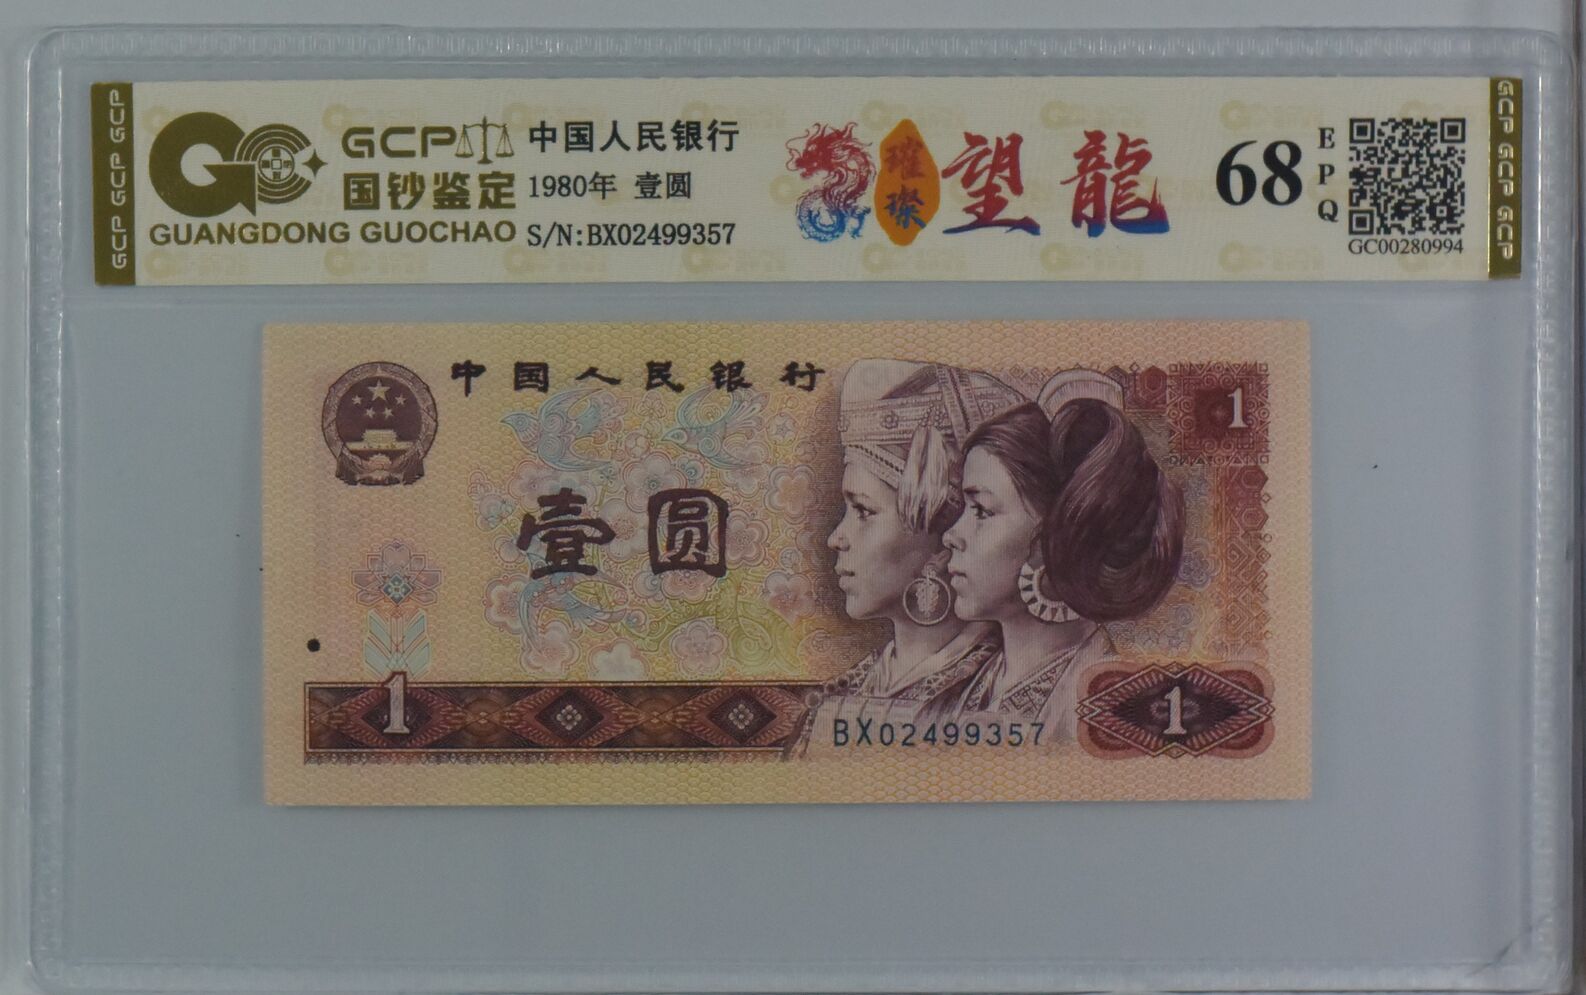 GCP
国钞鉴定
GUANGDONG GUOCHAO
中国人民银行
1980年 壹圆
S/N:BX02499357
璀璨
望龍
68
EPQ
GC00280994
GCP GCP GCP
GCP GCP GCP
中国人民银行
1
壹圆
1
BX02499357
1